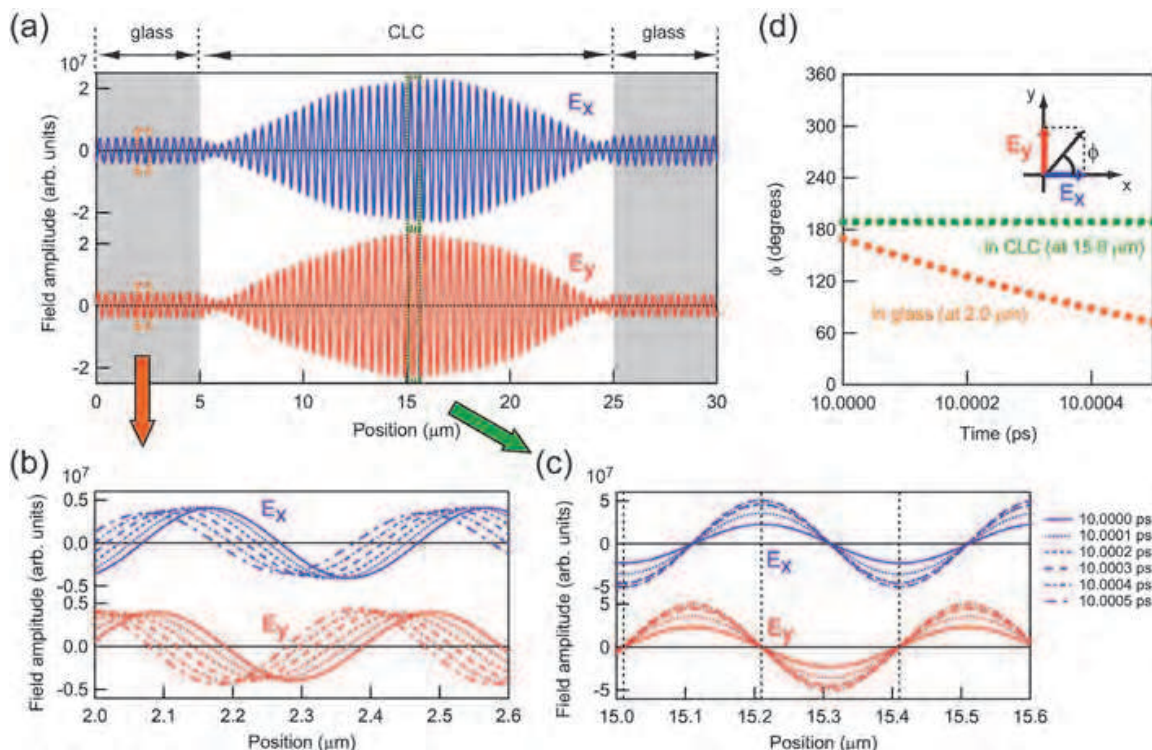 (a)
glass CLC glass
10^7
2
0
-2
2
0
-2
Field amplitude (arb. units)
E_x
E_y
0 5 10 15 20 25 30
Position (μm)
(d)
360
300
240
180
120
60
0
ϕ (degrees)
y
E_y
ϕ
E_x
x
in CLC (at 15.8 μm)
in glass (at 2.0 μm)
10.0000 10.0002 10.0004
Time (ps)
(b)
10^7
0.5
0.0
-0.5
0.5
0.0
-0.5
Field amplitude (arb. units)
E_x
E_y
2.0 2.1 2.2 2.3 2.4 2.5 2.6
Position (μm)
(c)
10^7
5
0
-5
5
0
-5
Field amplitude (arb. units)
E_x
E_y
15.0 15.1 15.2 15.3 15.4 15.5 15.6
Position (μm)
10.0000 ps
10.0001 ps
10.0002 ps
10.0003 ps
10.0004 ps
10.0005 ps